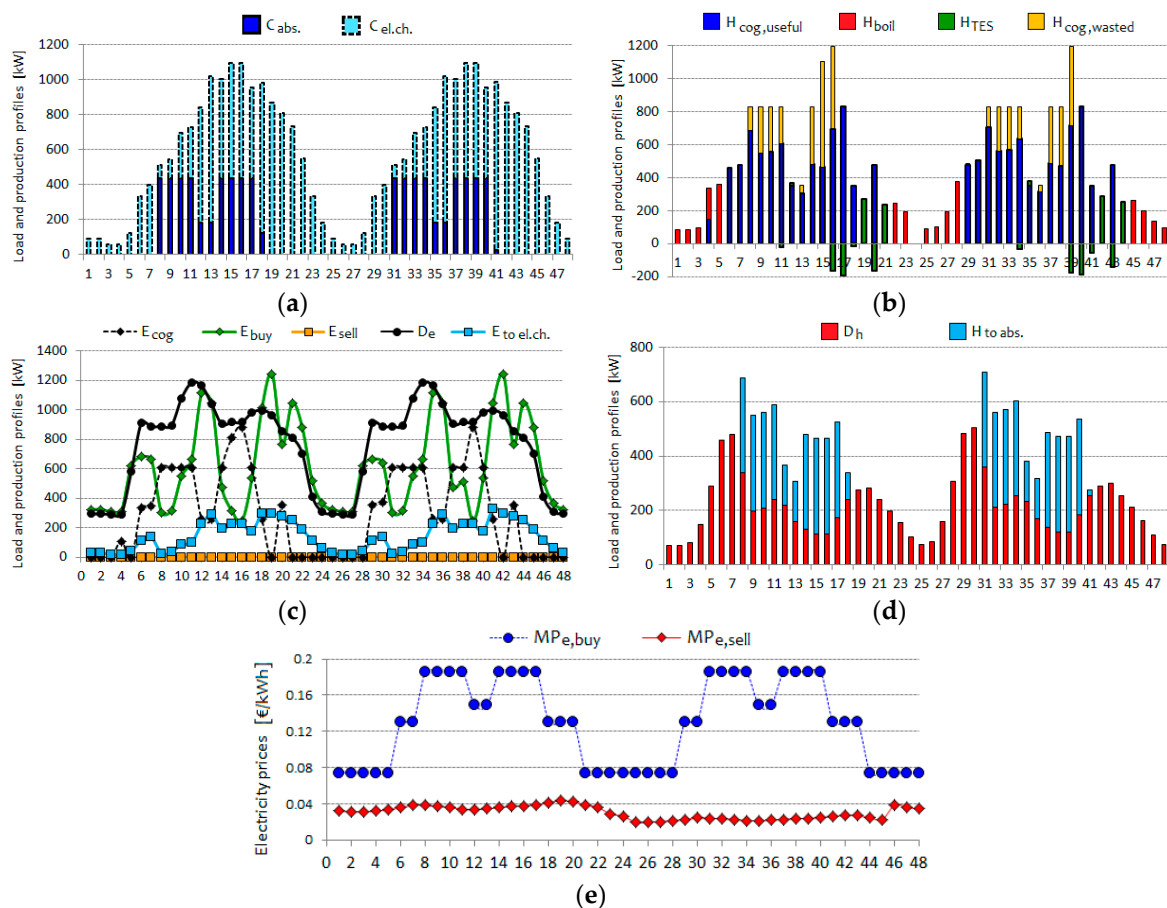 C abs. C el.ch.
Load and production profiles [kW]
1200
1000
800
600
400
200
0
1 3 5 7 9 11 13 15 17 19 21 23 25 27 29 31 33 35 37 39 41 43 45 47
(a)
H cog,useful H boil H TES H cog,wasted
Load and production profiles [kW]
1200
1000
800
600
400
200
0
-200
1 3 5 7 9 11 13 15 17 19 21 23 25 27 29 31 33 35 37 39 41 43 45 47
(b)
E cog E buy E sell De E to el.ch.
Load and production profiles [kW]
1400
1200
1000
800
600
400
200
0
0 2 4 6 8 10 12 14 16 18 20 22 24 26 28 30 32 34 36 38 40 42 44 46 48
(c)
D h H to abs.
Load and production profiles [kW]
800
600
400
200
0
1 3 5 7 9 11 13 15 17 19 21 23 25 27 29 31 33 35 37 39 41 43 45 47
(d)
MP e,buy MP e,sell
Electricity prices [€/kWh]
0.2
0.16
0.12
0.08
0.04
0
0 2 4 6 8 10 12 14 16 18 20 22 24 26 28 30 32 34 36 38 40 42 44 46 48
(e)